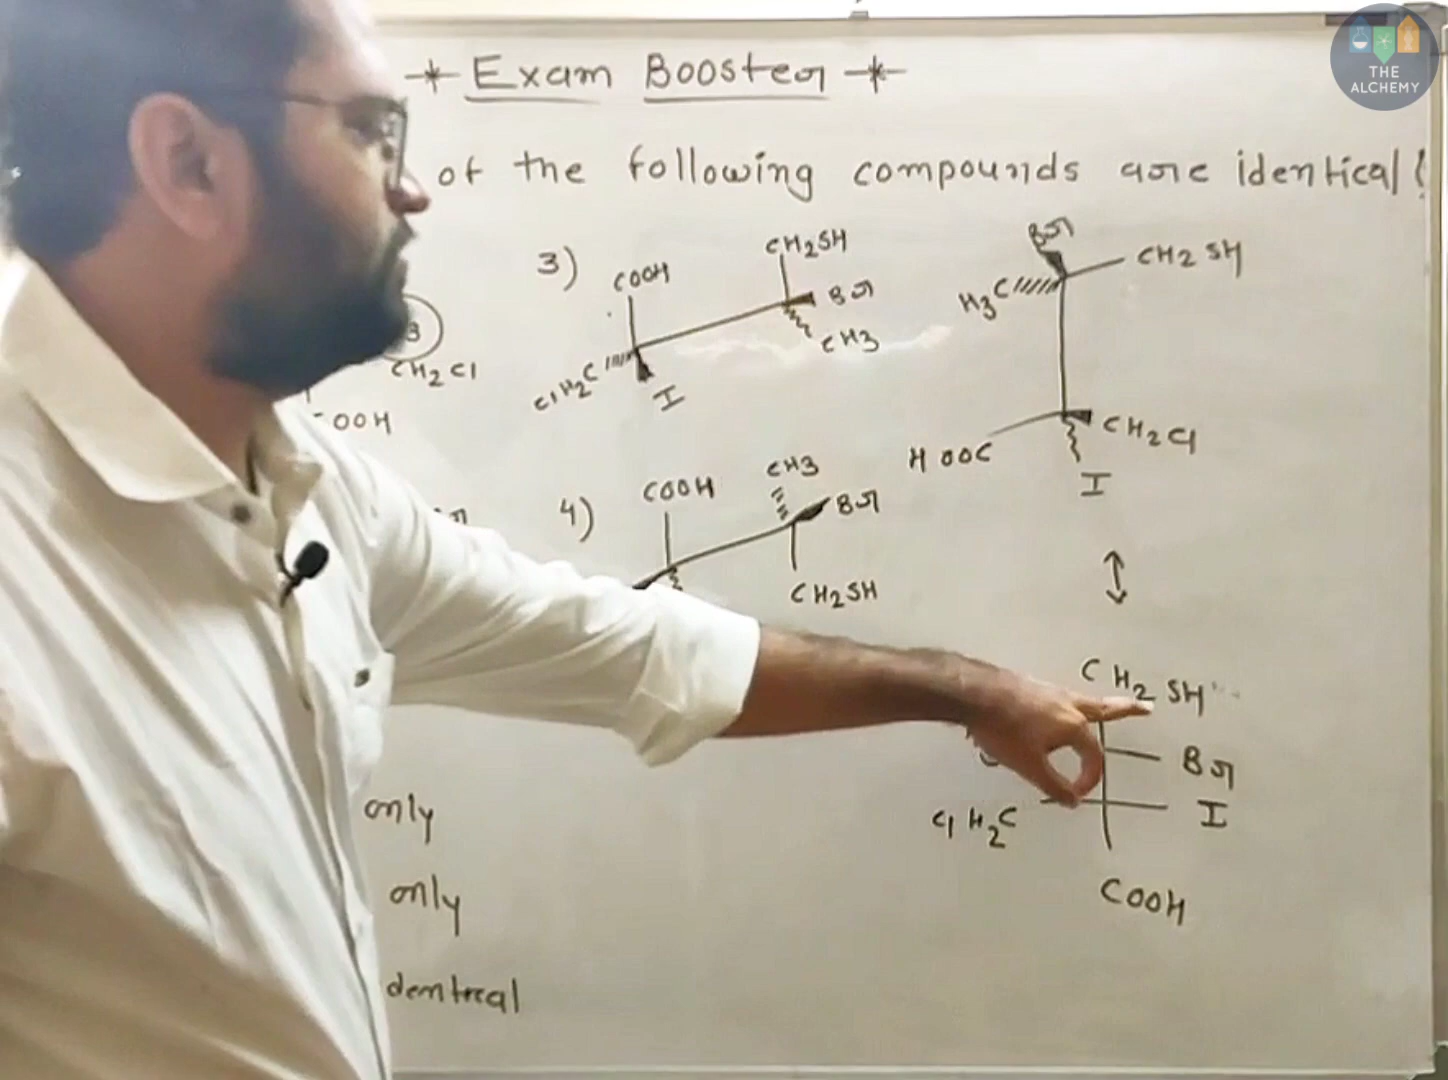 THE
ALCHEMY
* Exam Booster *
of the following compounds are identical?
3)
COOH
CH2SH
Br
CH3
ClH2C
I
Br
CH2SH
H3C
HOOC
CH2Cl
I
CH2Cl
COOH
4)
COOH
CH3
Br
CH2SH
CH2SH
Br
ClH2C
I
COOH
only
only
dentical